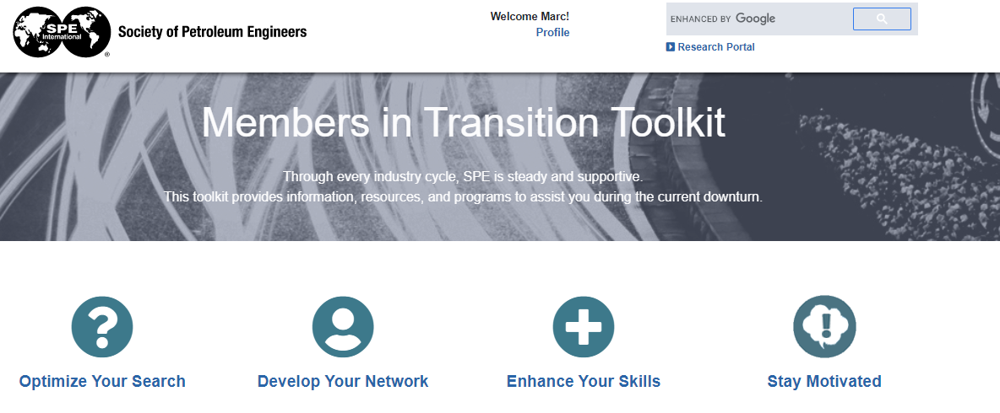 SPE
International
Society of Petroleum Engineers
Welcome Marc!
Profile
ENHANCED BY Google
Research Portal
Members in Transition Toolkit
Through every industry cycle, SPE is steady and supportive.
This toolkit provides information, resources, and programs to assist you during the current downturn.
Optimize Your Search
Develop Your Network
Enhance Your Skills
Stay Motivated